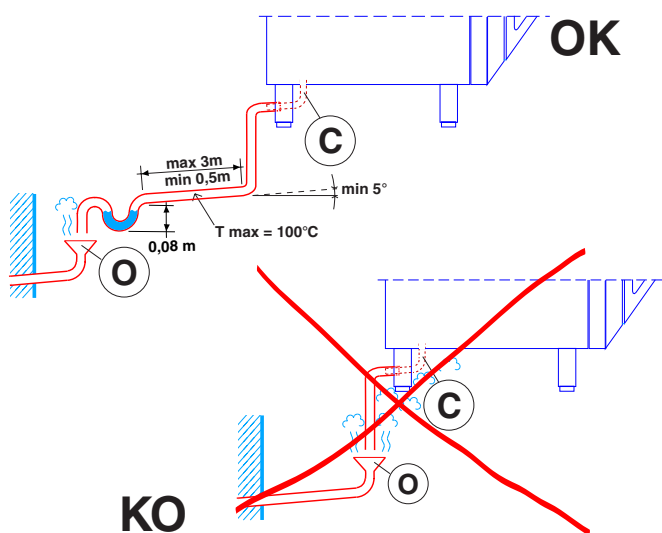 OK
C
max 3m
min 0,5m
min 5°
T max = 100°C
0,08 m
O
C
O
KO